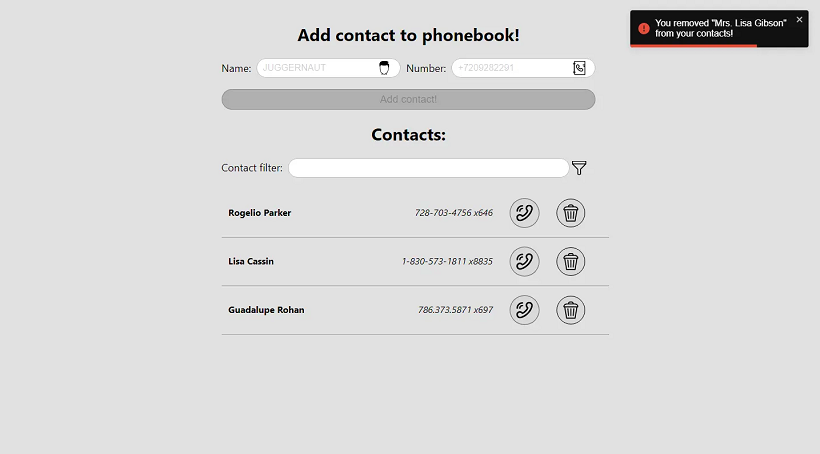 You removed "Mrs. Lisa Gibson"
from your contacts!
Add contact to phonebook!
Name: JUGGERNAUT Number: +7209282291
Add contact!
Contacts:
Contact filter:
Rogelio Parker 728-703-4756 x646
Lisa Cassin 1-830-573-1811 x8835
Guadalupe Rohan 786.373.5871 x697